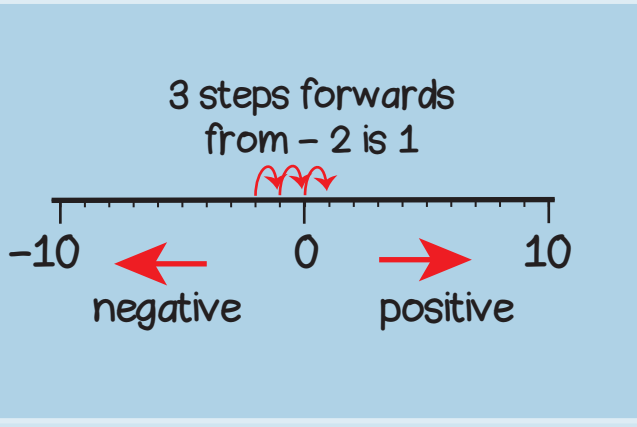 3 steps forwards
from – 2 is 1
–10 0 10
negative positive